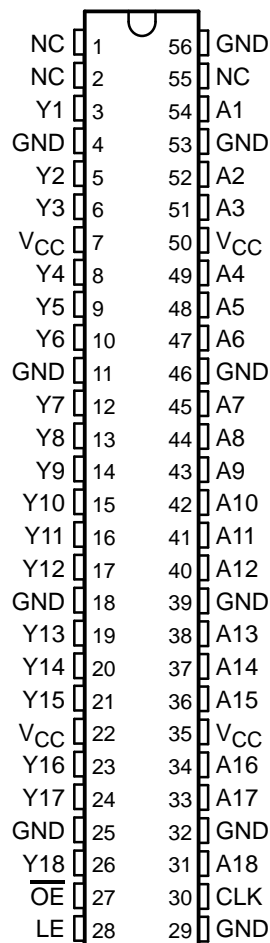 NC 1 56 GND
NC 2 55 NC
Y1 3 54 A1
GND 4 53 GND
Y2 5 52 A2
Y3 6 51 A3
VCC 7 50 VCC
Y4 8 49 A4
Y5 9 48 A5
Y6 10 47 A6
GND 11 46 GND
Y7 12 45 A7
Y8 13 44 A8
Y9 14 43 A9
Y10 15 42 A10
Y11 16 41 A11
Y12 17 40 A12
GND 18 39 GND
Y13 19 38 A13
Y14 20 37 A14
Y15 21 36 A15
VCC 22 35 VCC
Y16 23 34 A16
Y17 24 33 A17
GND 25 32 GND
Y18 26 31 A18
O̅E̅ 27 30 CLK
LE 28 29 GND